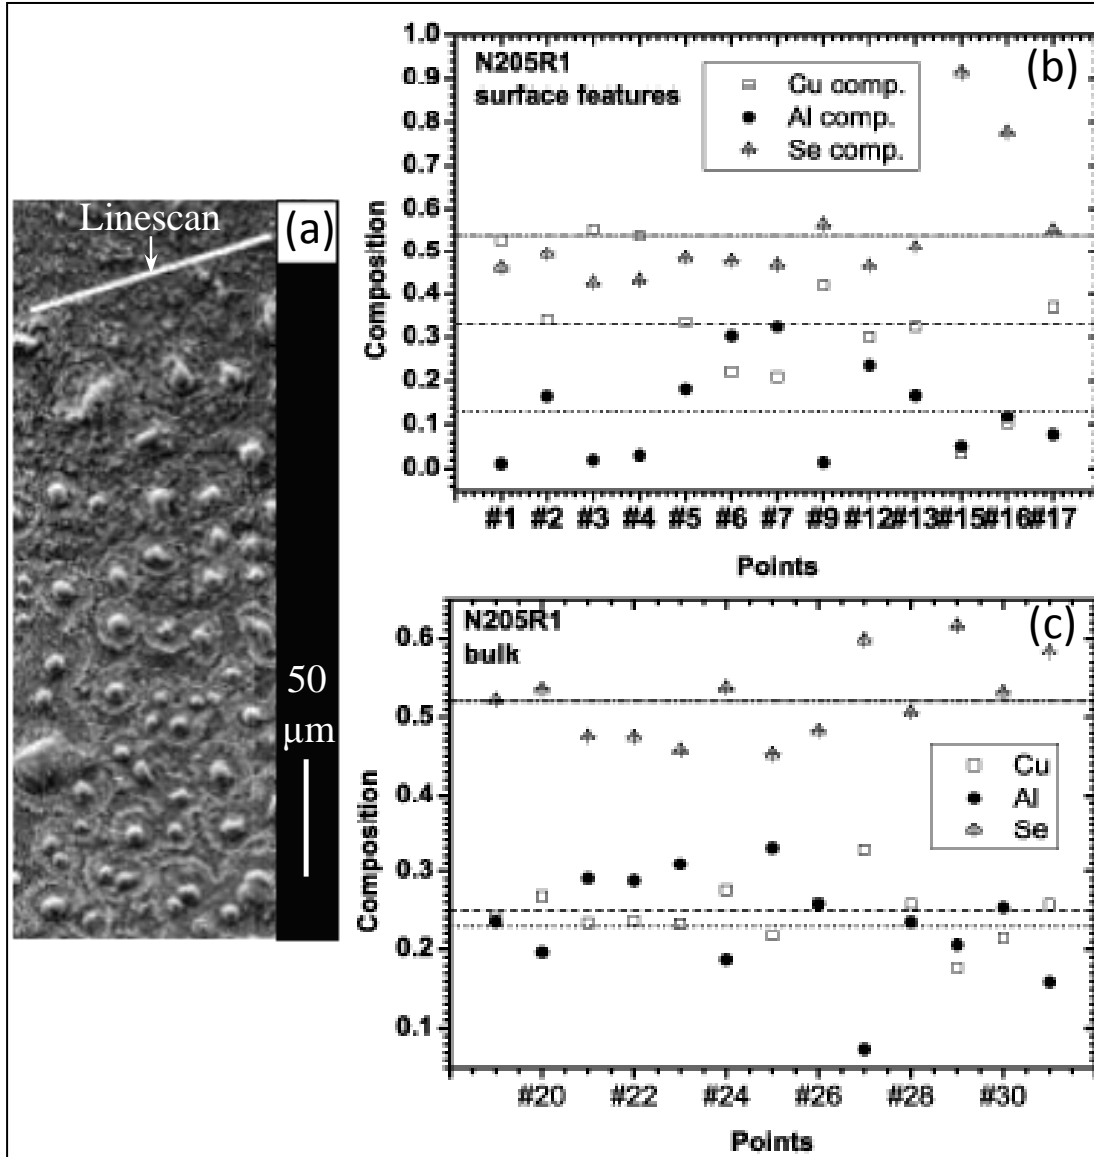 (a)
Linescan
50
µm
(b)
N205R1
surface features
Cu comp.
Al comp.
Se comp.
1.0
0.9
0.8
0.7
0.6
0.5
0.4
0.3
0.2
0.1
0.0
Composition
#1 #2 #3 #4 #5 #6 #7 #9 #12 #13 #15 #16 #17
Points
(c)
N205R1
bulk
Cu
Al
Se
0.6
0.5
0.4
0.3
0.2
0.1
Composition
#20 #22 #24 #26 #28 #30
Points